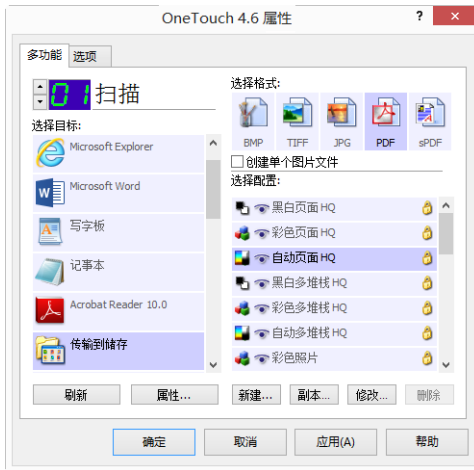 OneTouch 4.6 属性
?
×
多功能 选项
01 扫描
选择目标:
Microsoft Explorer
Microsoft Word
写字板
记事本
Acrobat Reader 10.0
传输到储存
刷新 属性...
选择格式:
BMP TIFF JPG PDF sPDF
创建单个图片文件
选择配置:
黑白页面 HQ
彩色页面 HQ
自动页面 HQ
黑白多堆栈 HQ
彩色多堆栈 HQ
自动多堆栈 HQ
彩色照片
新建... 副本... 修改... 删除
确定 取消 应用(A) 帮助